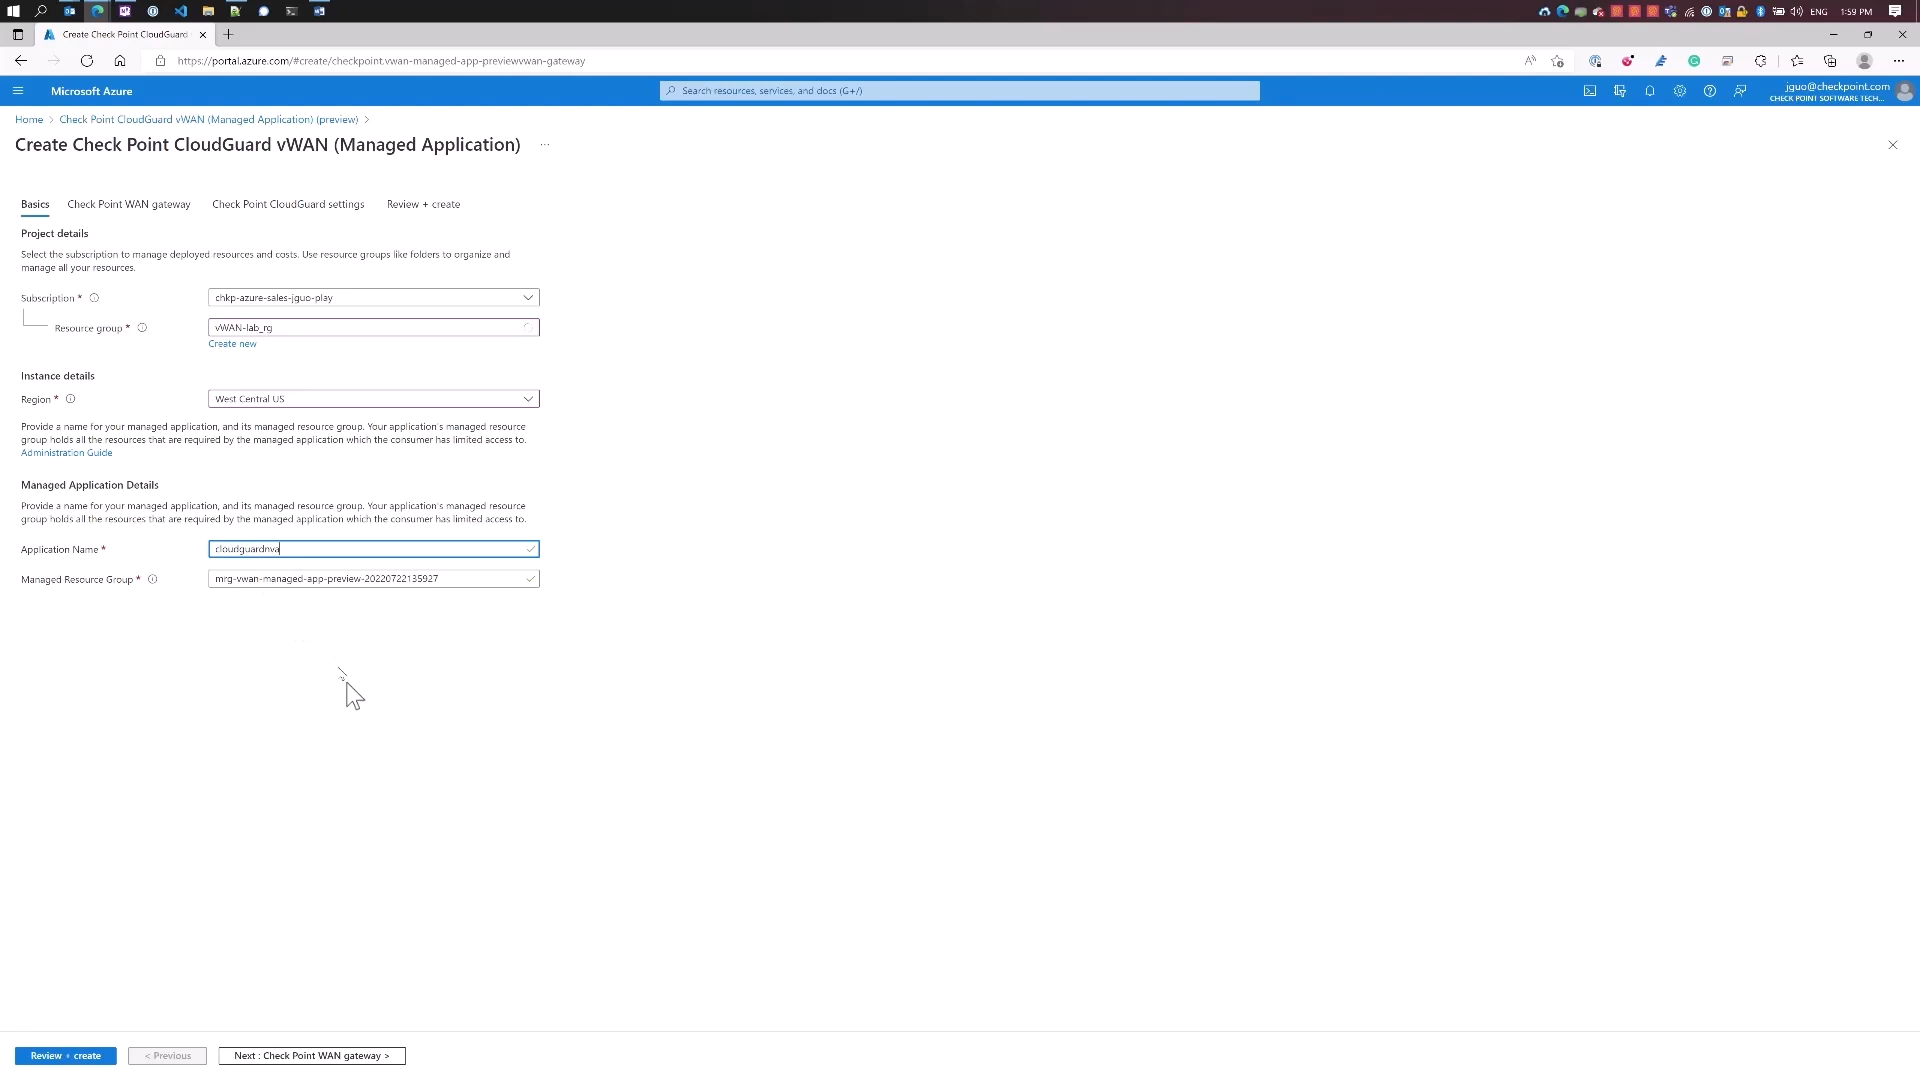 ENG
1:59 PM
Create Check Point CloudGuard
https://portal.azure.com/#create/checkpoint.vwan-managed-app-previewvwan-gateway
Microsoft Azure
Search resources, services, and docs (G+/)
jguo@checkpoint.com
CHECK POINT SOFTWARE TECH...
Home
Check Point CloudGuard vWAN (Managed Application) (preview)
Create Check Point CloudGuard vWAN (Managed Application)
Basics
Check Point WAN gateway
Check Point CloudGuard settings
Review + create
Project details
Select the subscription to manage deployed resources and costs. Use resource groups like folders to organize and
manage all your resources.
Subscription *
chkp-azure-sales-jguo-play
Resource group *
vWAN-lab_rg
Create new
Instance details
Region *
West Central US
Provide a name for your managed application, and its managed resource group. Your application's managed resource
group holds all the resources that are required by the managed application which the consumer has limited access to.
Administration Guide
Managed Application Details
Provide a name for your managed application, and its managed resource group. Your application's managed resource
group holds all the resources that are required by the managed application which the consumer has limited access to.
Application Name *
cloudguardnva
Managed Resource Group *
mrg-vwan-managed-app-preview-20220722135927
Review + create
< Previous
Next : Check Point WAN gateway >